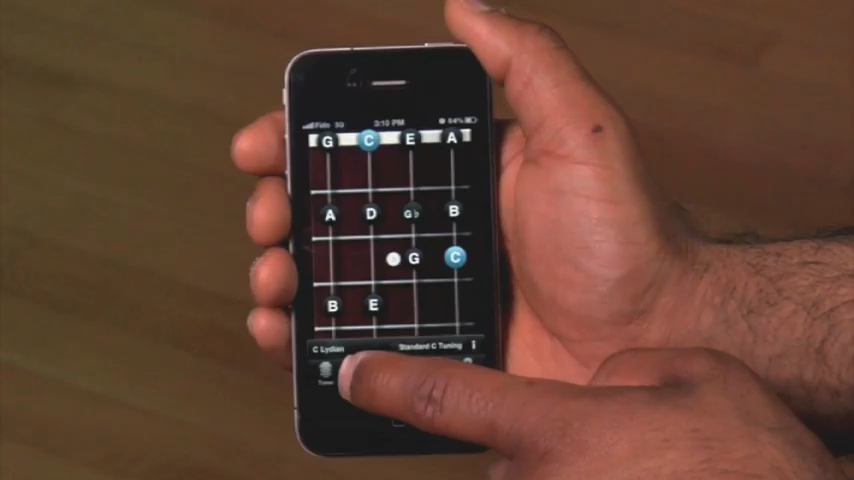 Fido 3G 3:10 PM 64%
G C E A
A D G♭ B
G C
B E
C Lydian Standard C Tuning i
Tuner